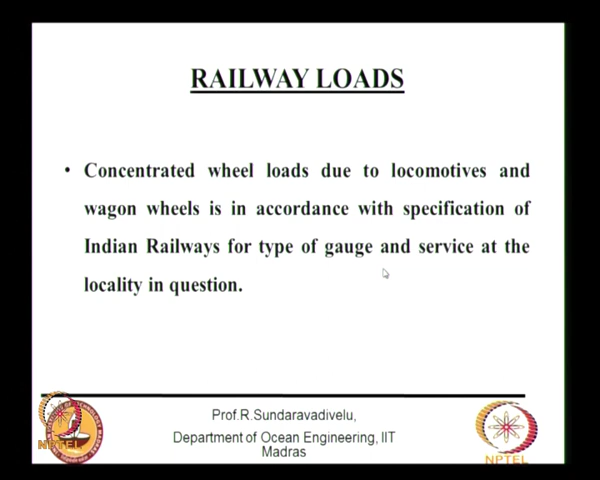 RAILWAY LOADS
• Concentrated wheel loads due to locomotives and
wagon wheels is in accordance with specification of
Indian Railways for type of gauge and service at the
locality in question.
Prof.R.Sundaravadivelu,
Department of Ocean Engineering, IIT
Madras
NPTEL
NPTEL